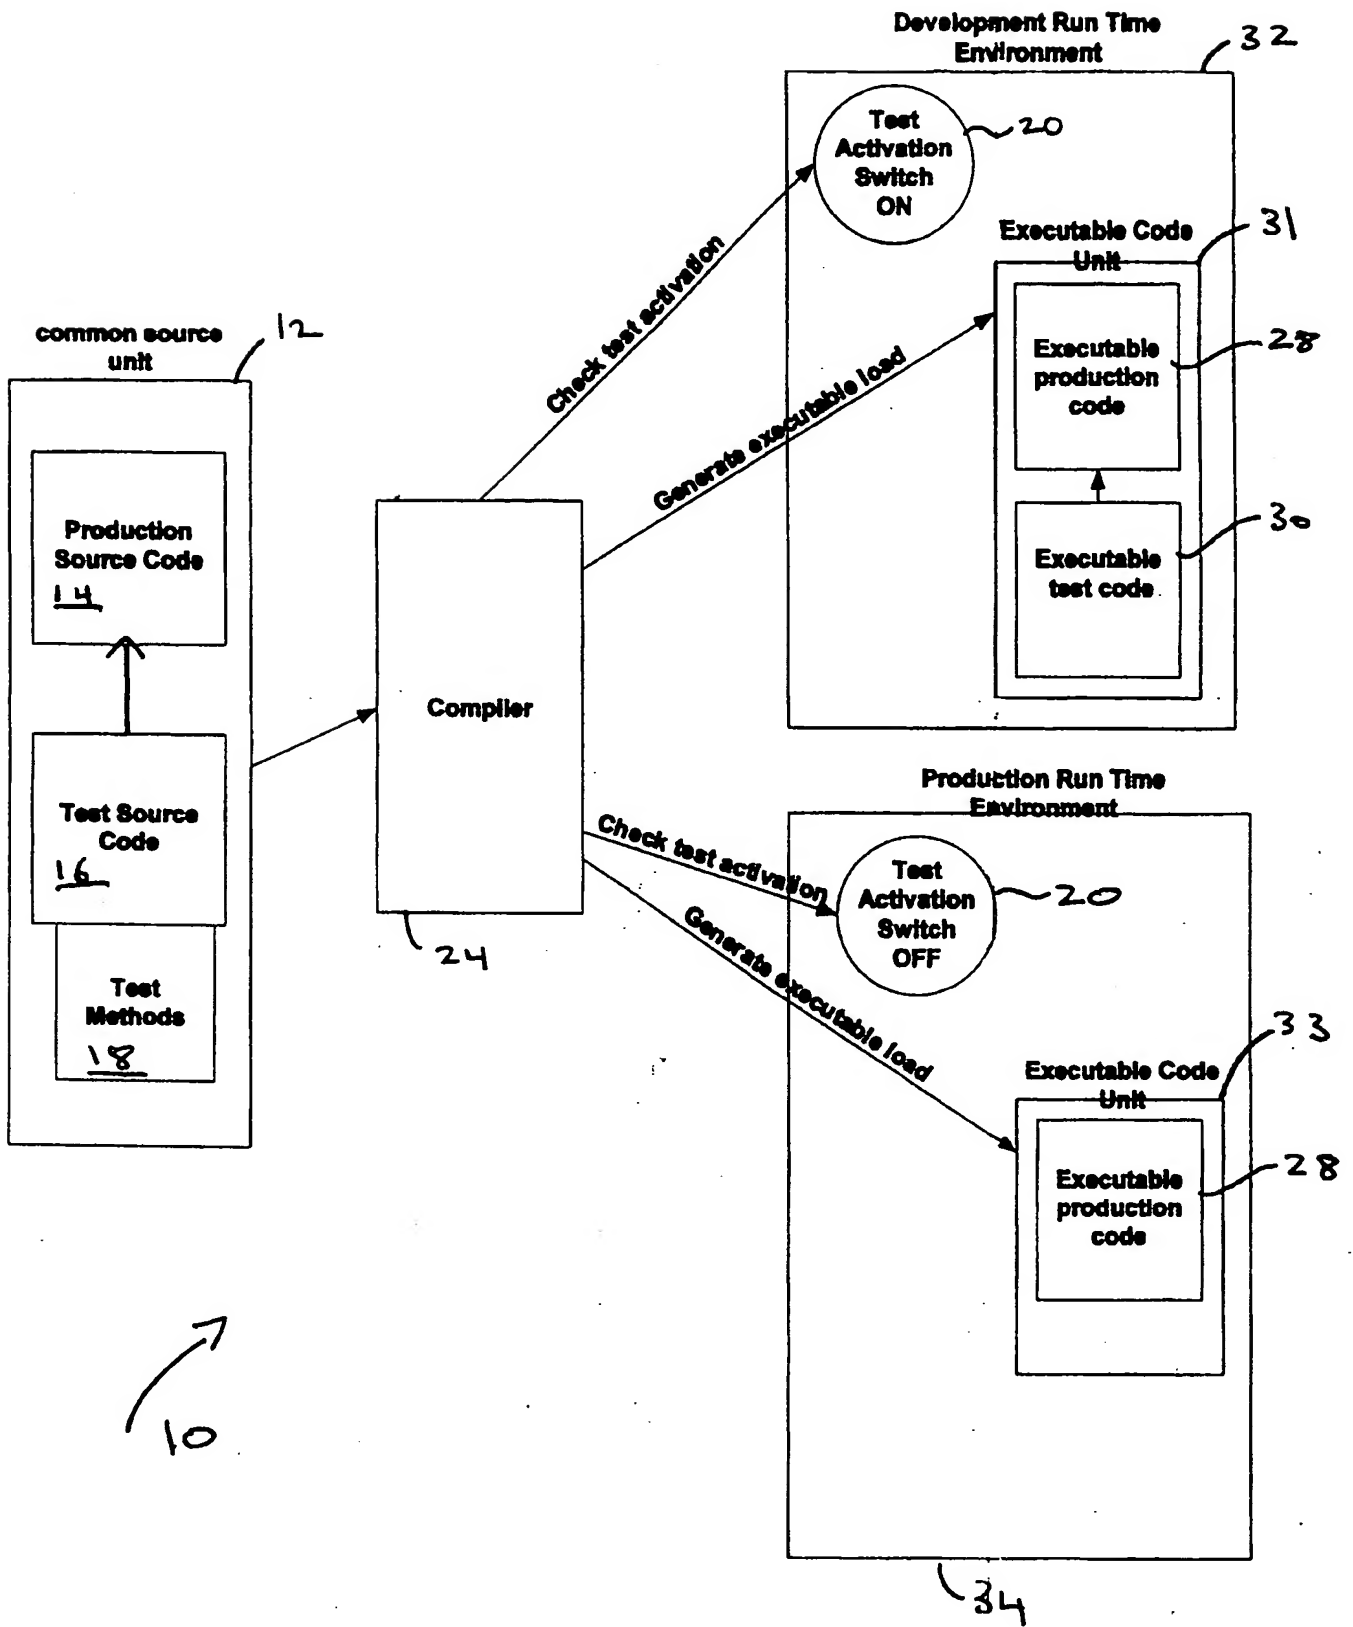 Development Run Time
Environment
32
Test
Activation
Switch
ON
20
Executable Code
Unit
31
Executable
production
code
28
Executable
test code
30
Check test activation
Generate executable load
common source
unit
12
Production
Source Code
14
Test Source
Code
16
Test
Methods
18
Compiler
24
Production Run Time
Environment
Check test activation
Generate executable load
Test
Activation
Switch
OFF
20
Executable Code
Unit
33
Executable
production
code
28
34
10